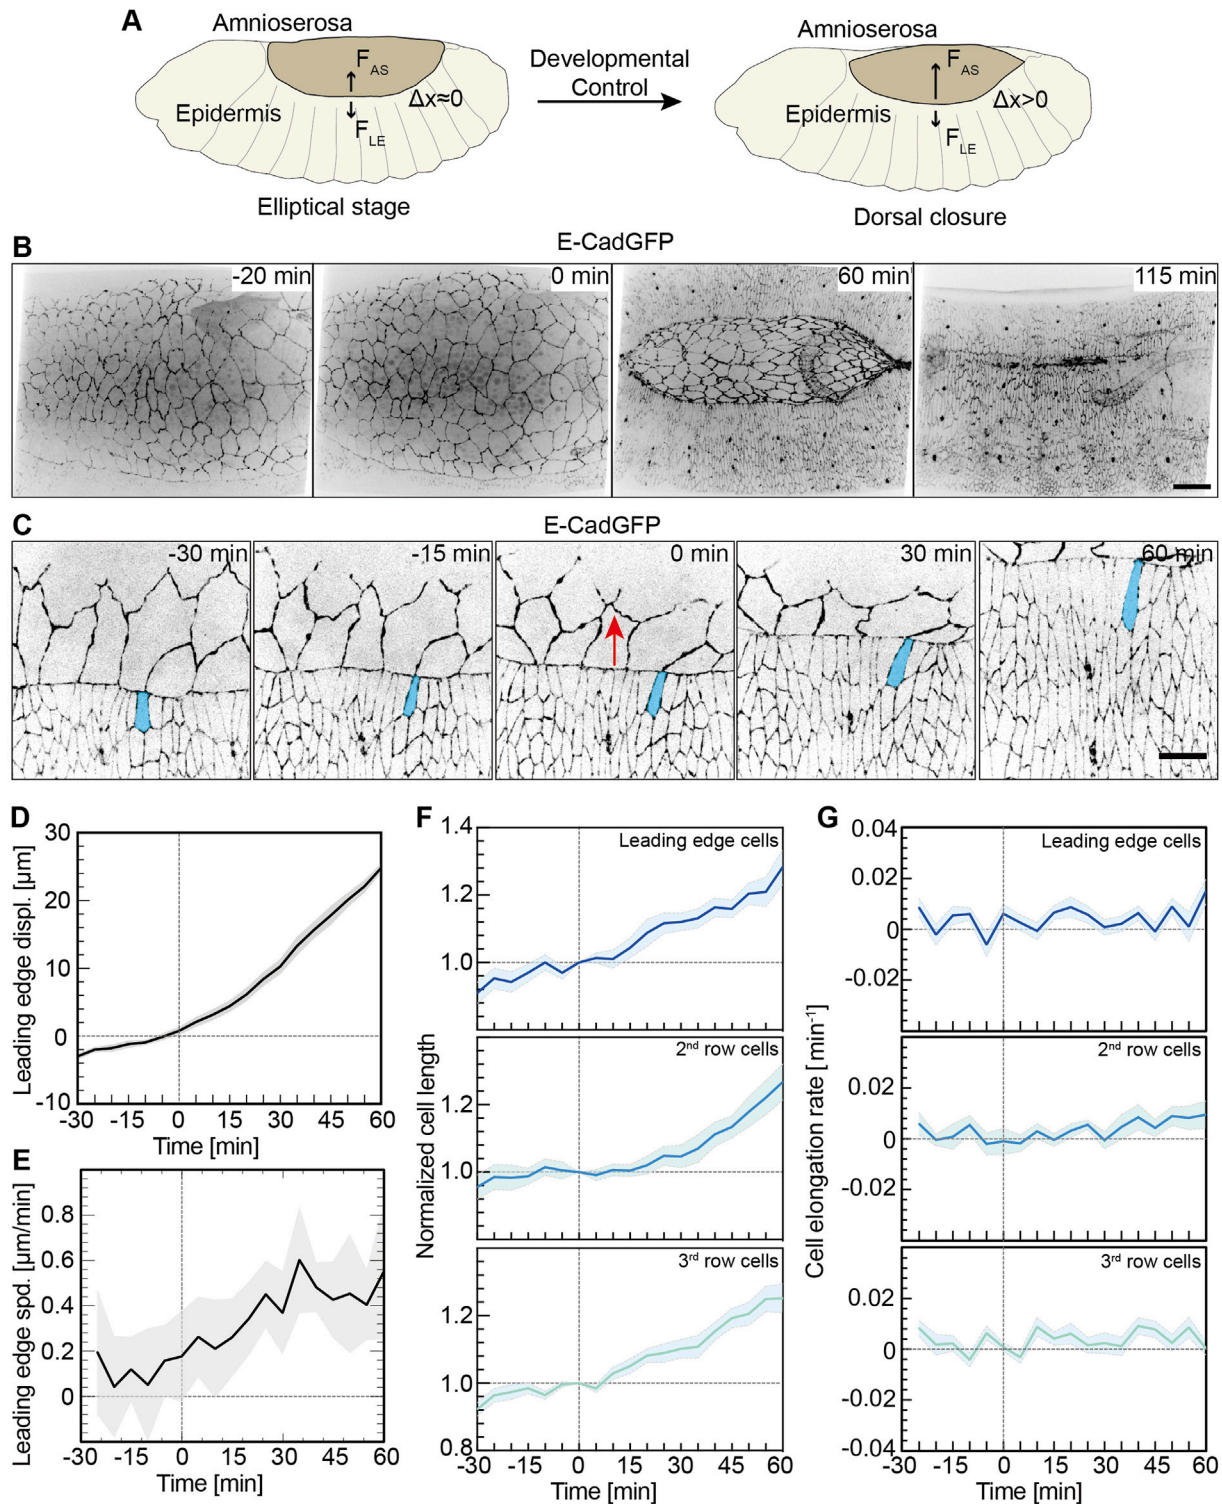 A
Amnioserosa
F_AS
Epidermis
Δx≈0
F_LE
Elliptical stage
Developmental
Control
Amnioserosa
F_AS
Epidermis
Δx>0
F_LE
Dorsal closure
B
E-CadGFP
-20 min
0 min
60 min
115 min
C
E-CadGFP
-30 min
-15 min
0 min
30 min
60 min
D
Leading edge displ. [µm]
30
20
10
0
-10
-30
-15
0
15
30
45
60
Time [min]
E
Leading edge spd. [µm/min]
0.8
0.6
0.4
0.2
0
-30
-15
0
15
30
45
60
Time [min]
F
Normalized cell length
Leading edge cells
1.4
1.2
1.0
2nd row cells
1.2
1.0
3rd row cells
1.2
1.0
0.8
-30
-15
0
15
30
45
60
Time [min]
G
Cell elongation rate [min-1]
Leading edge cells
0.04
0.02
0
-0.02
2nd row cells
0.02
0
-0.02
3rd row cells
0.02
0
-0.02
-0.04
-30
-15
0
15
30
45
60
Time [min]